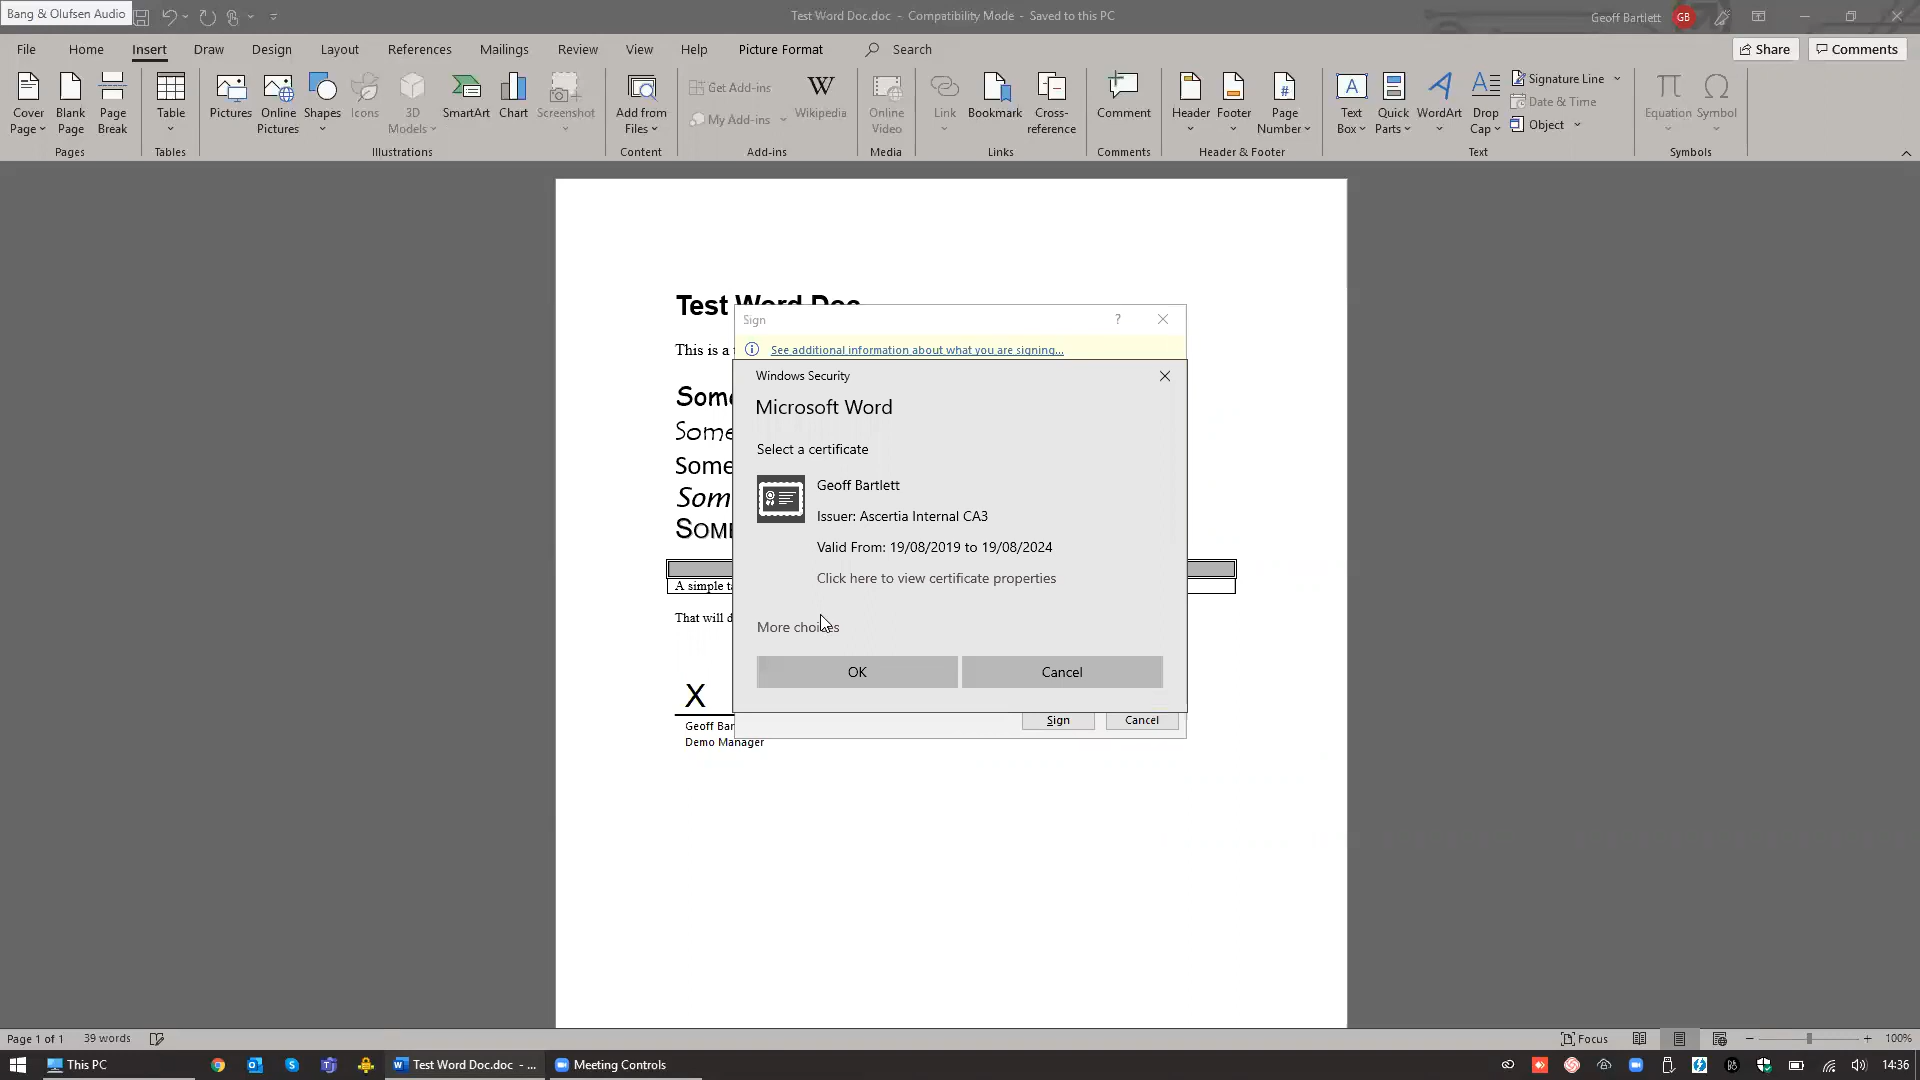 Bang & Olufsen Audio
Test Word Doc.doc - Compatibility Mode - Saved to this PC
Geoff Bartlett GB
File Home Insert Draw Design Layout References Mailings Review View Help Picture Format Search
Share Comments
Cover Page
Blank Page
Page Break
Pages
Table
Tables
Pictures
Online Pictures
Shapes
Icons
3D Models
SmartArt
Chart
Screenshot
Illustrations
Add from Files
Content
Get Add-ins
My Add-ins
Wikipedia
Add-ins
Online Video
Media
Link
Bookmark
Cross-reference
Links
Comment
Comments
Header
Footer
Page Number
Header & Footer
Text Box
Quick Parts
WordArt
Drop Cap
Signature Line
Date & Time
Object
Text
Equation
Symbol
Symbols
Test Word Doc
This is a
Sign
?
See additional information about what you are signing...
Windows Security
Microsoft Word
Select a certificate
Geoff Bartlett
Issuer: Ascertia Internal CA3
Valid From: 19/08/2019 to 19/08/2024
Click here to view certificate properties
More choices
OK Cancel
Sign Cancel
Some
Some
Some
Som
SOM
A simple
That will
X
Geoff Bar
Demo Manager
Page 1 of 1 39 words
Focus
100%
This PC
Test Word Doc.doc - ...
Meeting Controls
14:36